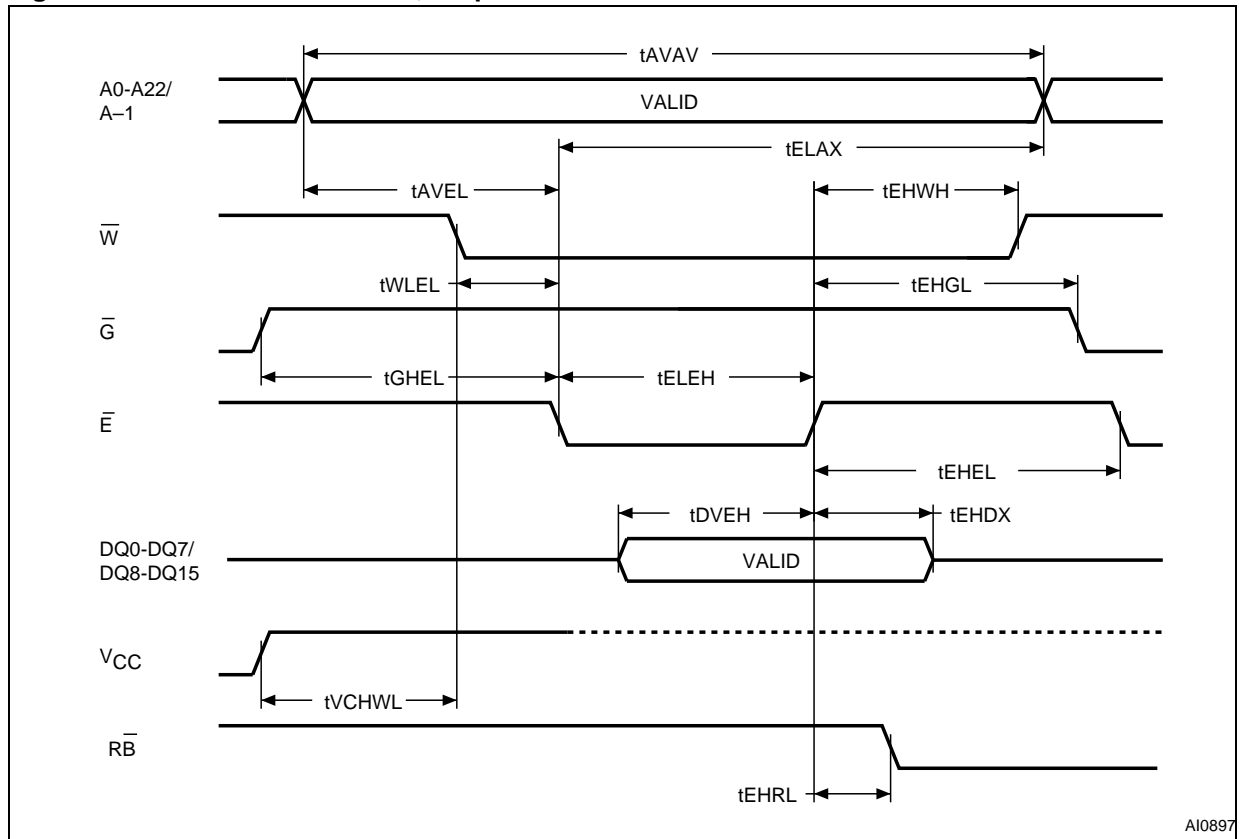 tAVAV
A0-A22/
A–1
VALID
tELAX
tAVEL
tEHWH
W̅
tWLEL
tEHGL
G̅
tGHEL
tELEH
E̅
tEHEL
tDVEH
tEHDX
DQ0-DQ7/
DQ8-DQ15
VALID
VCC
tVCHWL
RB̅
tEHRL
AI0897